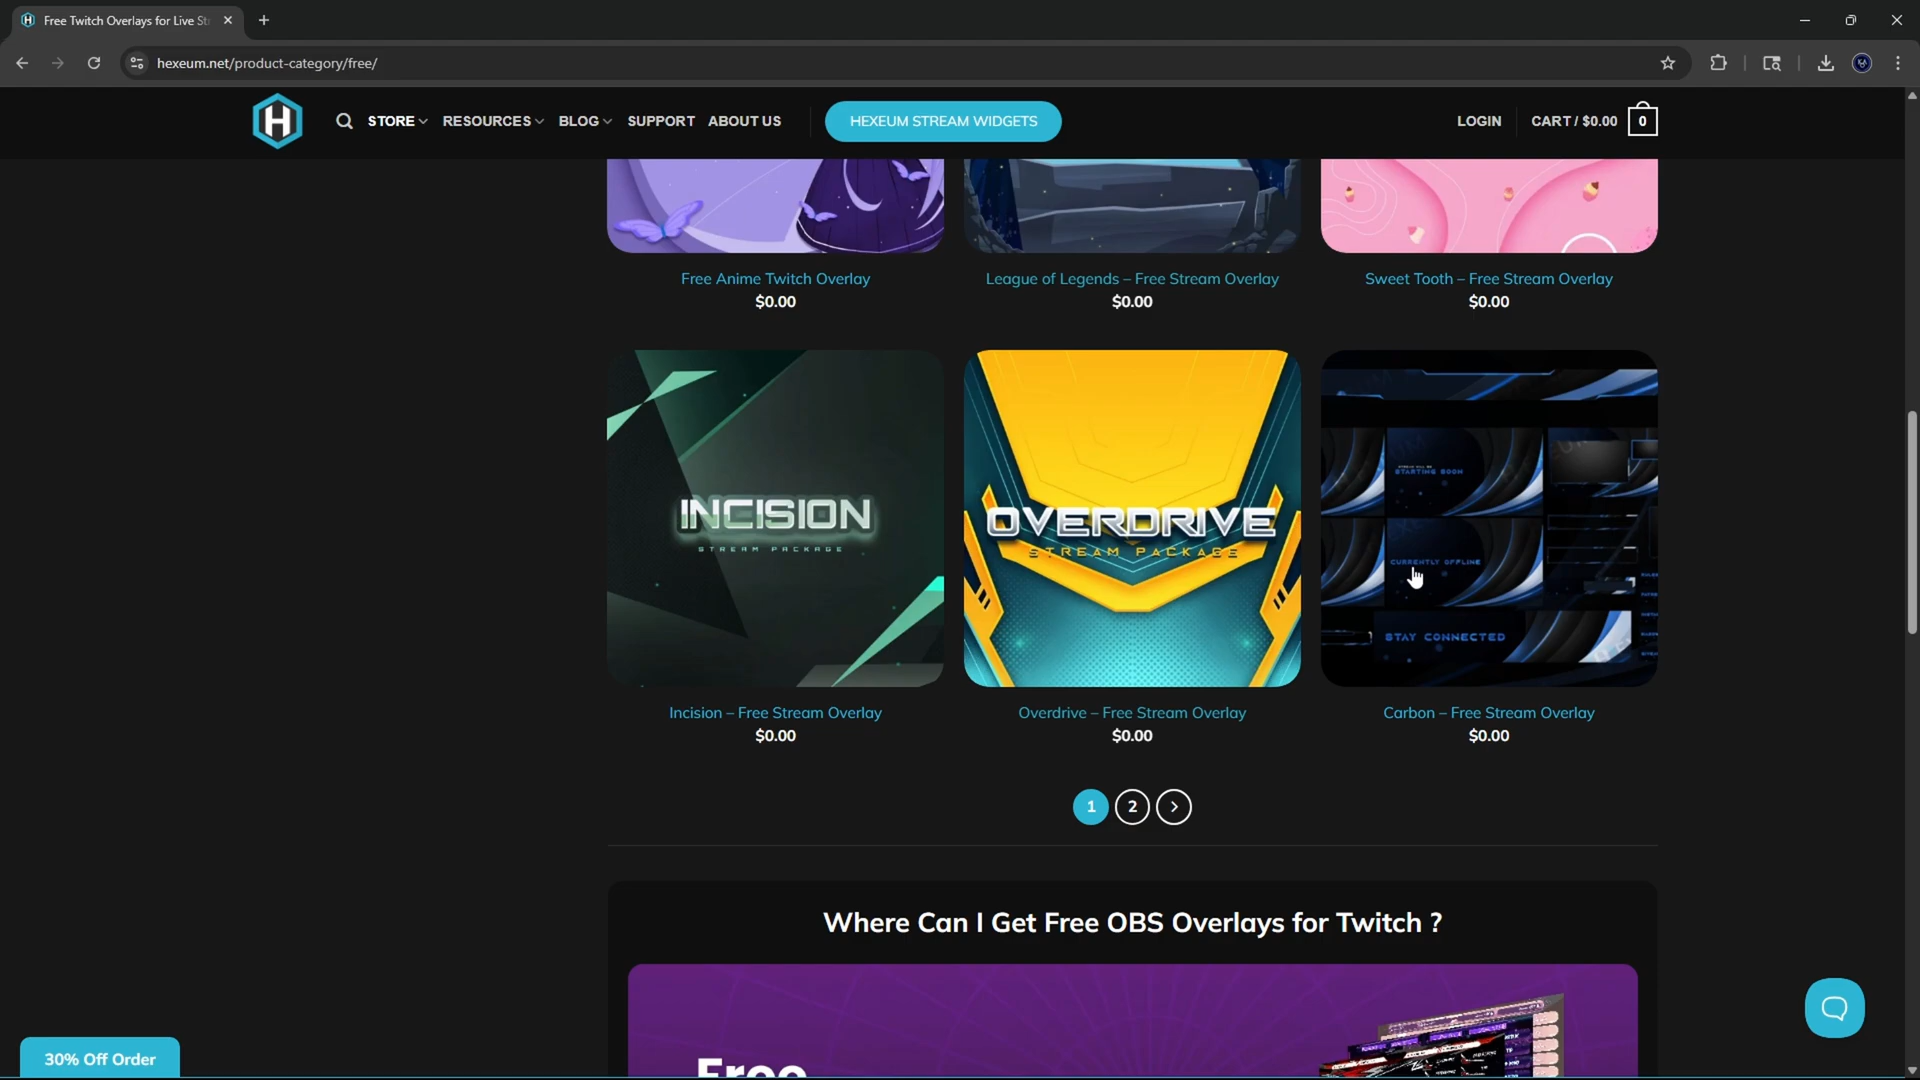 Free Twitch Overlays for Live St
hexeum.net/product-category/free/
H
STORE
RESOURCES
BLOG
SUPPORT
ABOUT US
HEXEUM STREAM WIDGETS
LOGIN
CART / $0.00
0
Free Anime Twitch Overlay
$0.00
League of Legends – Free Stream Overlay
$0.00
Sweet Tooth – Free Stream Overlay
$0.00
INCISION
STREAM PACKAGE
OVERDRIVE
STREAM PACKAGE
STARTING SOON
CURRENTLY OFFLINE
STAY CONNECTED
Incision – Free Stream Overlay
$0.00
Overdrive – Free Stream Overlay
$0.00
Carbon – Free Stream Overlay
$0.00
1
2
Where Can I Get Free OBS Overlays for Twitch ?
Free
30% Off Order